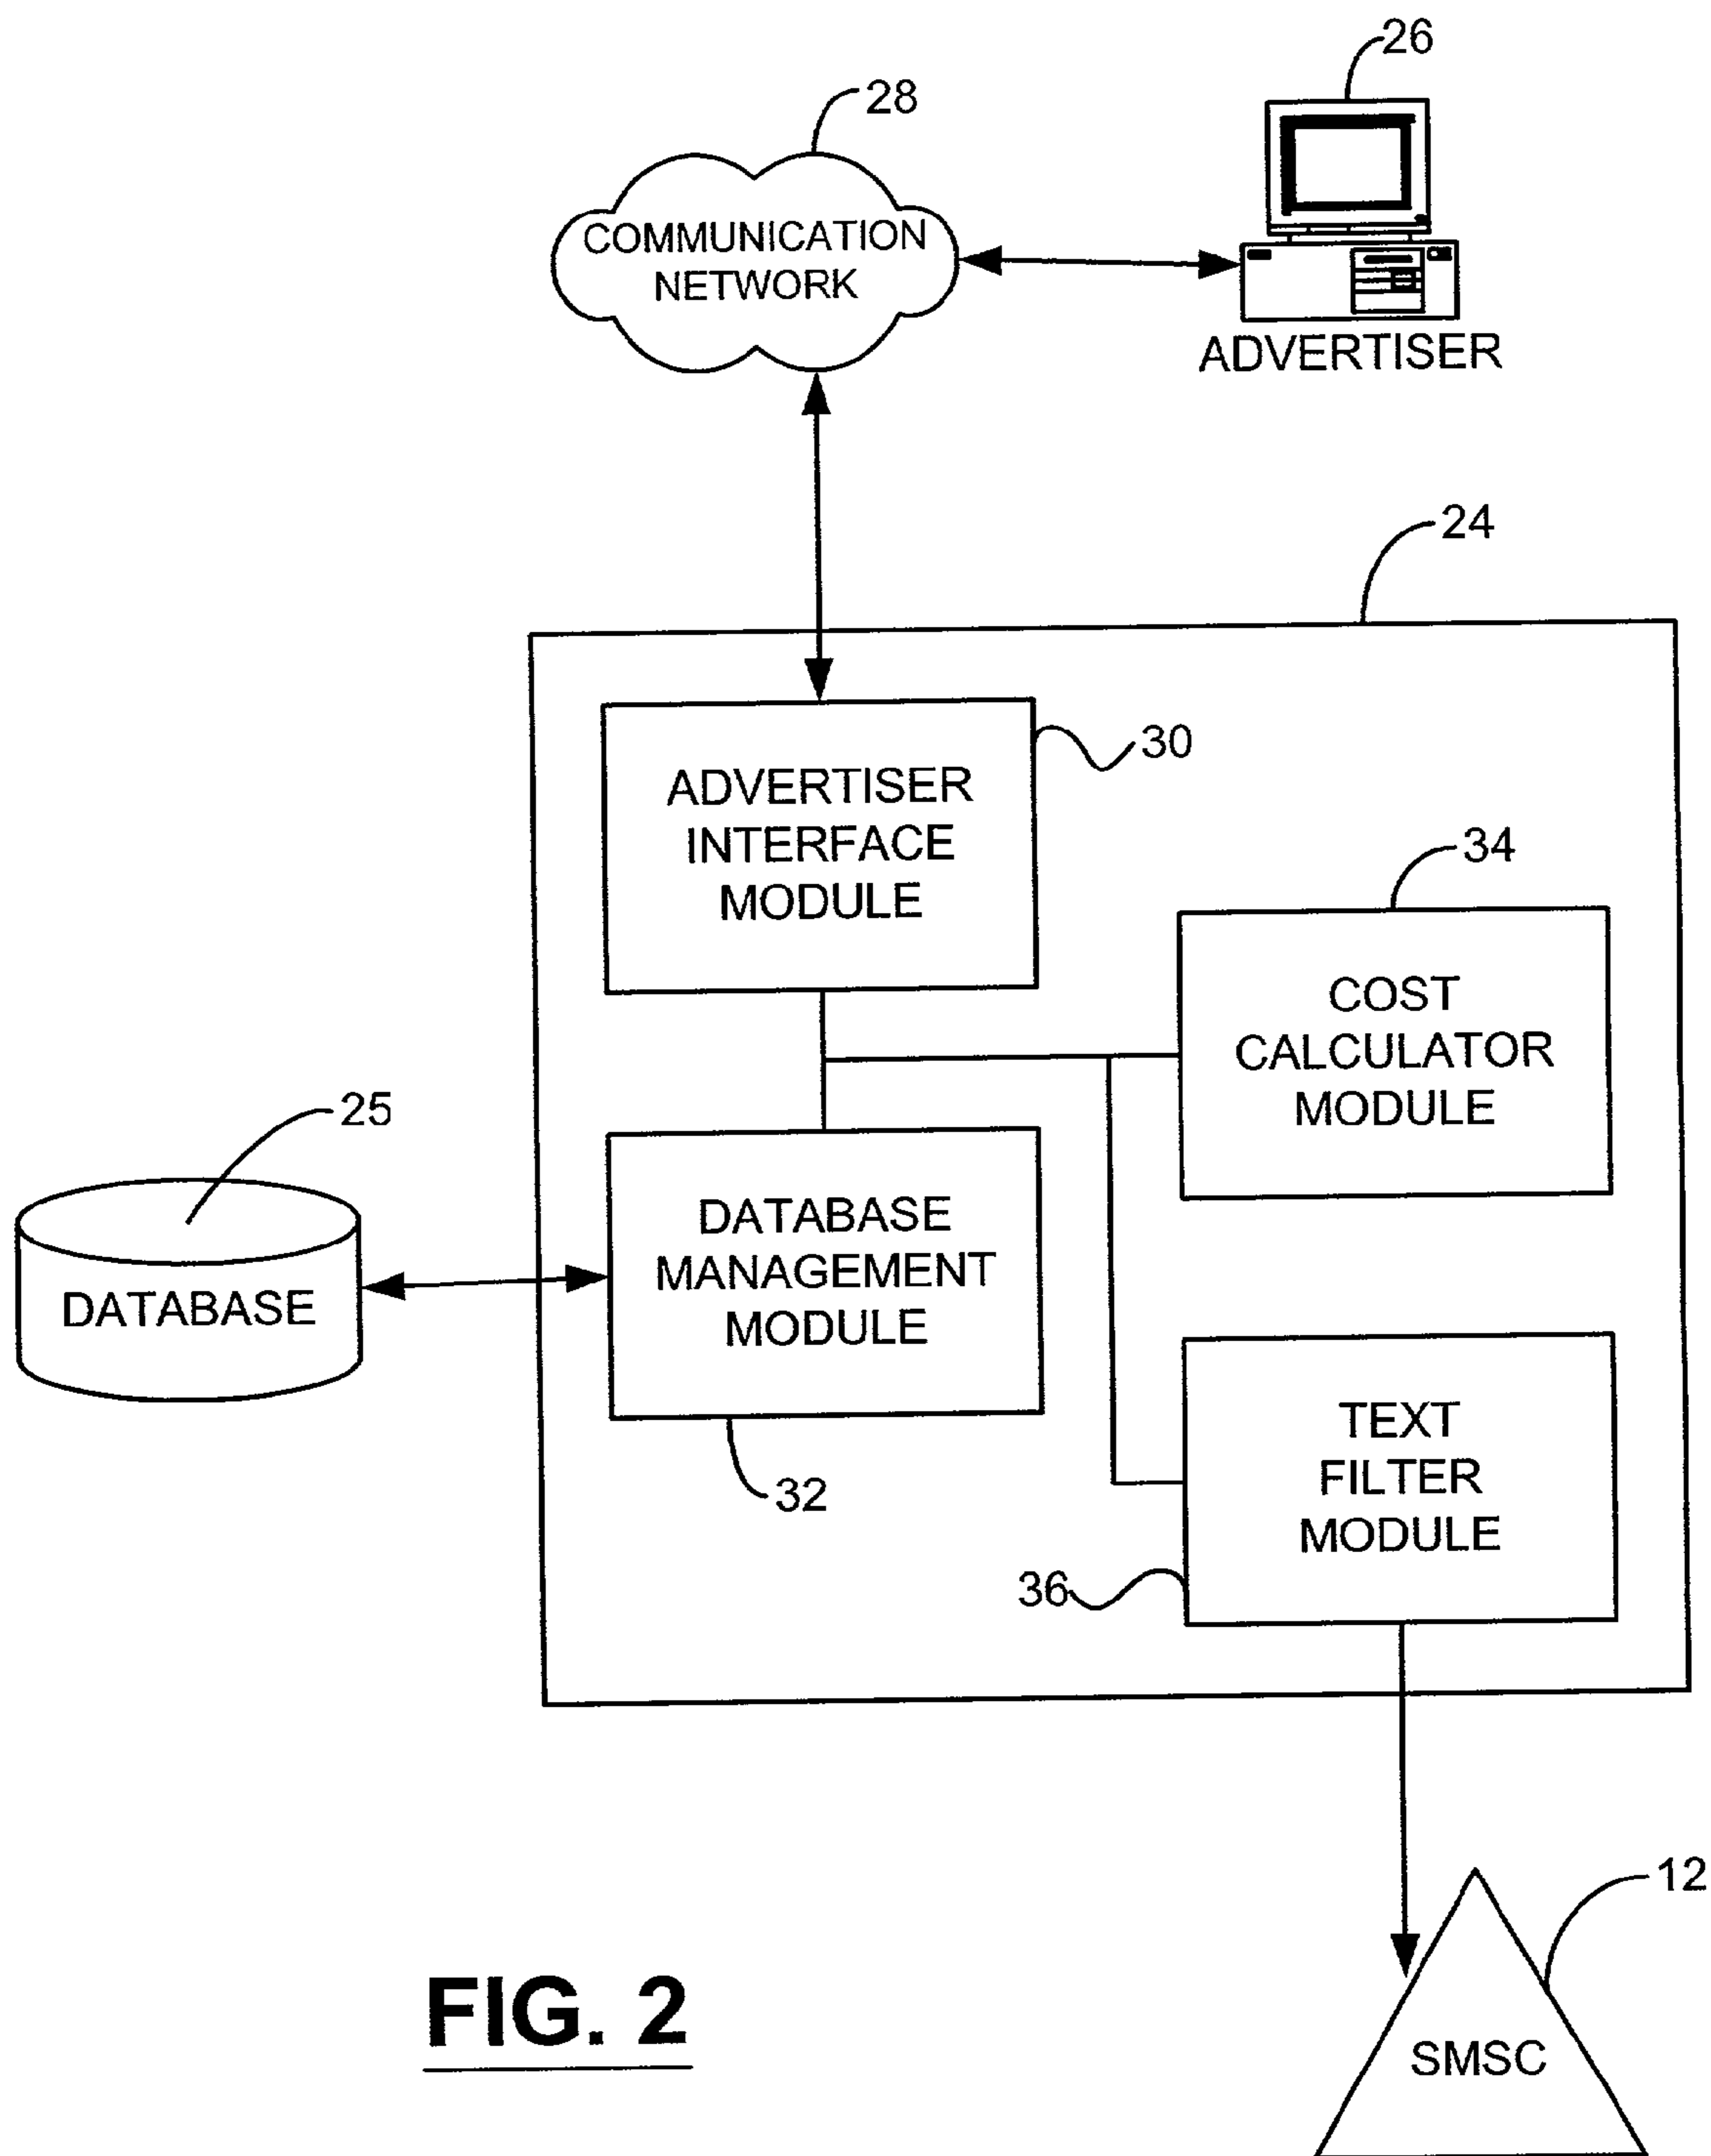 26
28
COMMUNICATION
NETWORK
ADVERTISER
24
30
ADVERTISER
INTERFACE
MODULE
34
COST
CALCULATOR
MODULE
25
DATABASE
DATABASE
MANAGEMENT
MODULE
32
TEXT
FILTER
MODULE
36
12
SMSC
FIG. 2